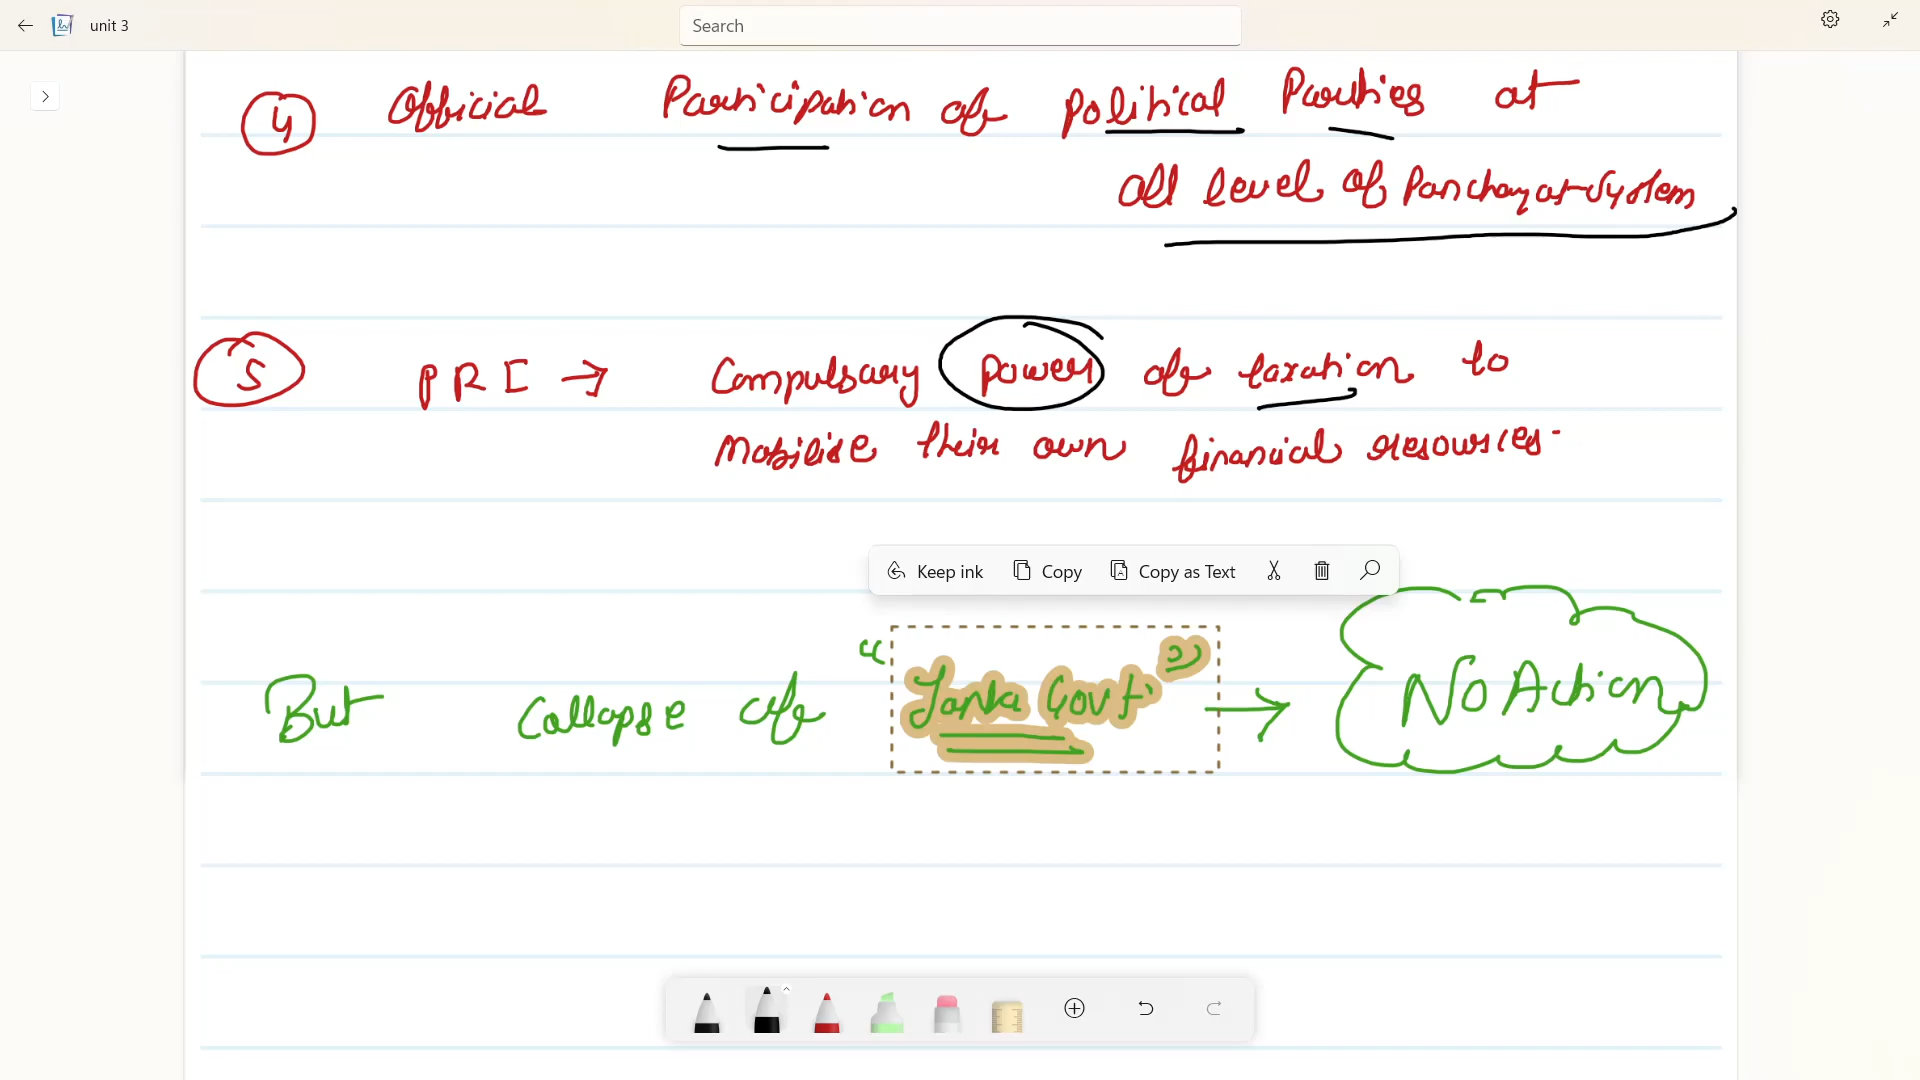 unit 3
Search
4 Official Participation of Political Parties at
all level of Panchayat System
5 PRI → Compulsary Power of taxation to
Mobilise their own financial resources.
Keep ink Copy Copy as Text
But Collapse of “Janta Govt.” → No Action